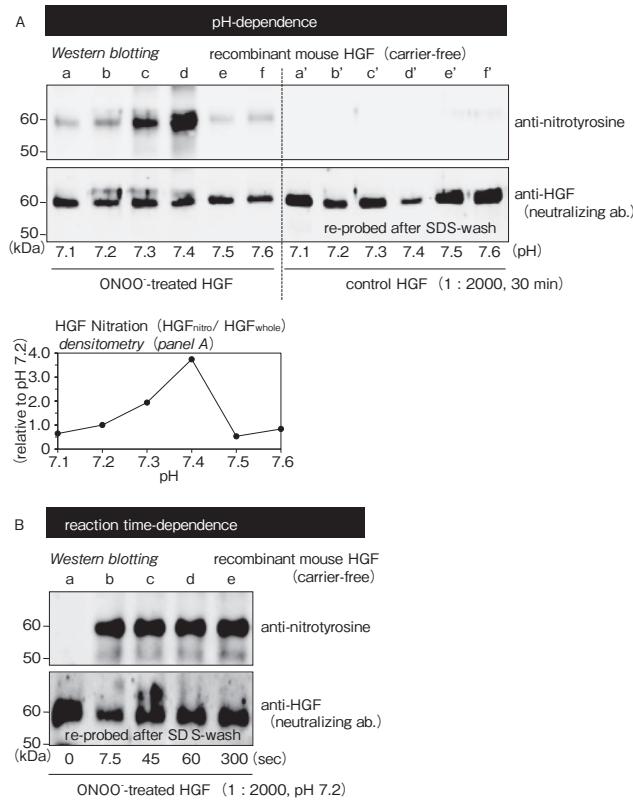 A pH-dependence
Western blotting recombinant mouse HGF (carrier-free)
a b c d e f a' b' c' d' e' f'
60
50
anti-nitrotyrosine
60
50
(kDa)
anti-HGF
(neutralizing ab.)
re-probed after SDS-wash
7.1 7.2 7.3 7.4 7.5 7.6 7.1 7.2 7.3 7.4 7.5 7.6 (pH)
ONOO⁻-treated HGF control HGF (1 : 2000, 30 min)
HGF Nitration (HGFnitro/ HGFwhole)
densitometry (panel A)
(relative to pH 7.2)
4.0
3.0
2.0
1.0
0
7.1 7.2 7.3 7.4 7.5 7.6
pH
B reaction time-dependence
Western blotting recombinant mouse HGF
(carrier-free)
a b c d e
60
50
anti-nitrotyrosine
60
50
(kDa)
anti-HGF
(neutralizing ab.)
re-probed after SDS-wash
0 7.5 45 60 300 (sec)
ONOO⁻-treated HGF (1 : 2000, pH 7.2)